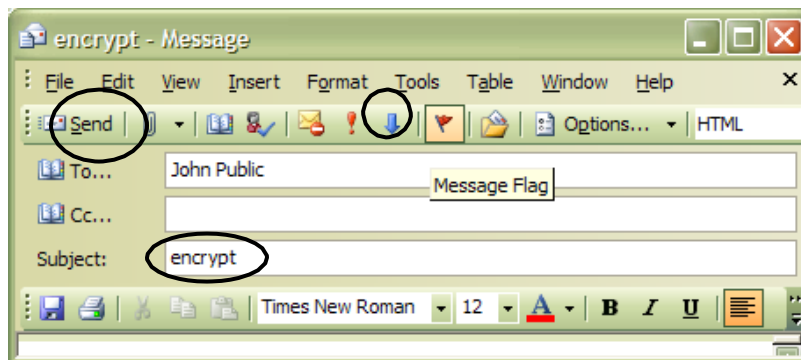 encrypt - Message
File Edit View Insert Format Tools Table Window Help
Send ! Options... HTML
To... John Public
Message Flag
Cc...
Subject: encrypt
Times New Roman 12 A B I U